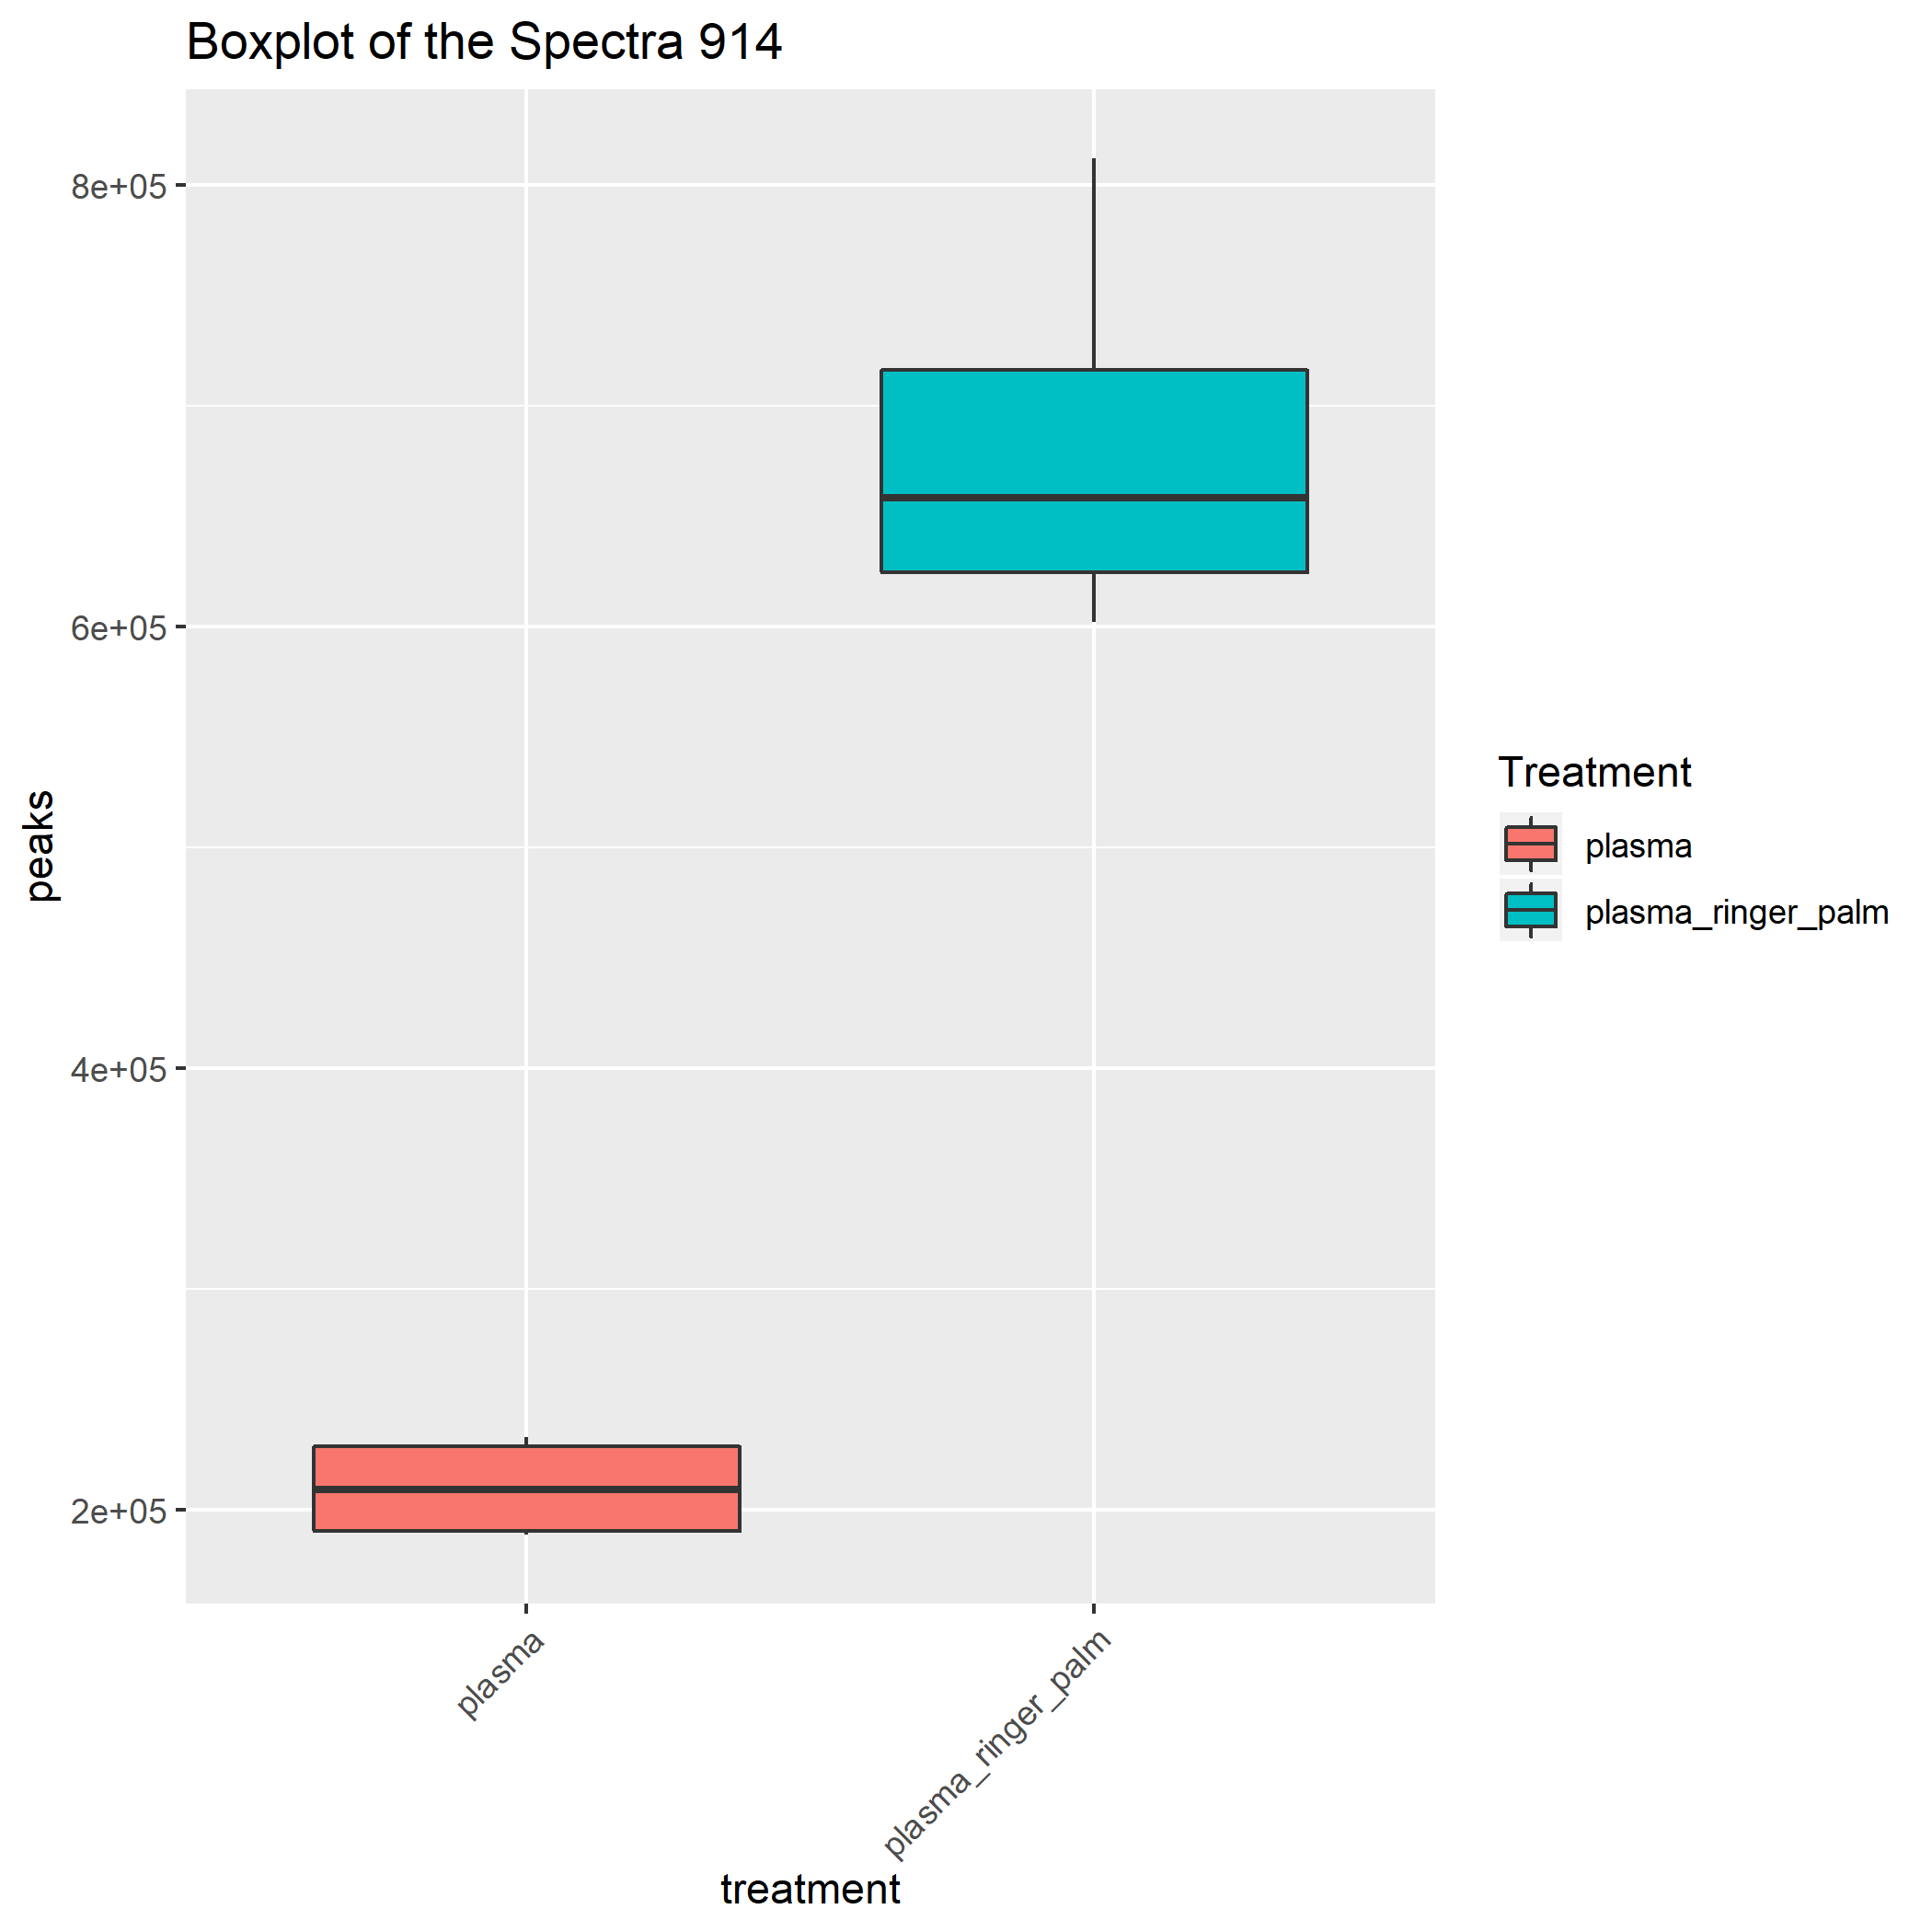 Boxplot of the Spectra 914
8e+05
6e+05
4e+05
2e+05
peaks
plasma
plasma_ringer_palm
treatment
Treatment
plasma
plasma_ringer_palm